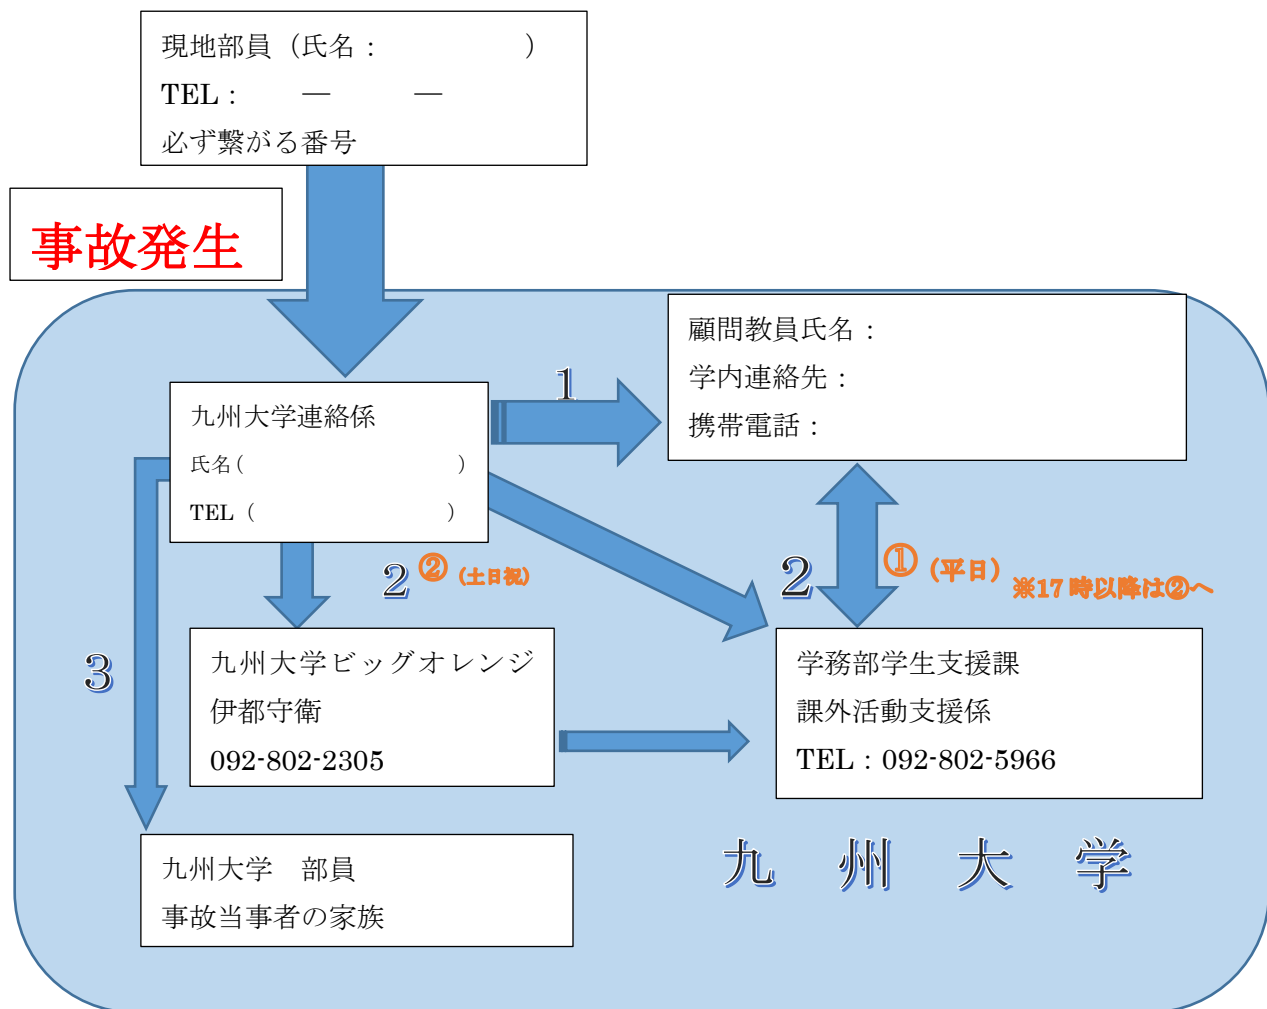 現地部員（氏名：　　　　　　）
TEL：　　―　　　―
必ず繋がる番号
事故発生
顧問教員氏名：
学内連絡先：
携帯電話：
1
九州大学連絡係
氏名(　　　　　　　　　　　　)
TEL（　　　　　　　　　　　）
2 ② (土日祝)
2 ① (平日) ※17時以降は②へ
3
九州大学ビッグオレンジ
伊都守衛
092-802-2305
学務部学生支援課
課外活動支援係
TEL：092-802-5966
九　州　大　学
九州大学　部員
事故当事者の家族